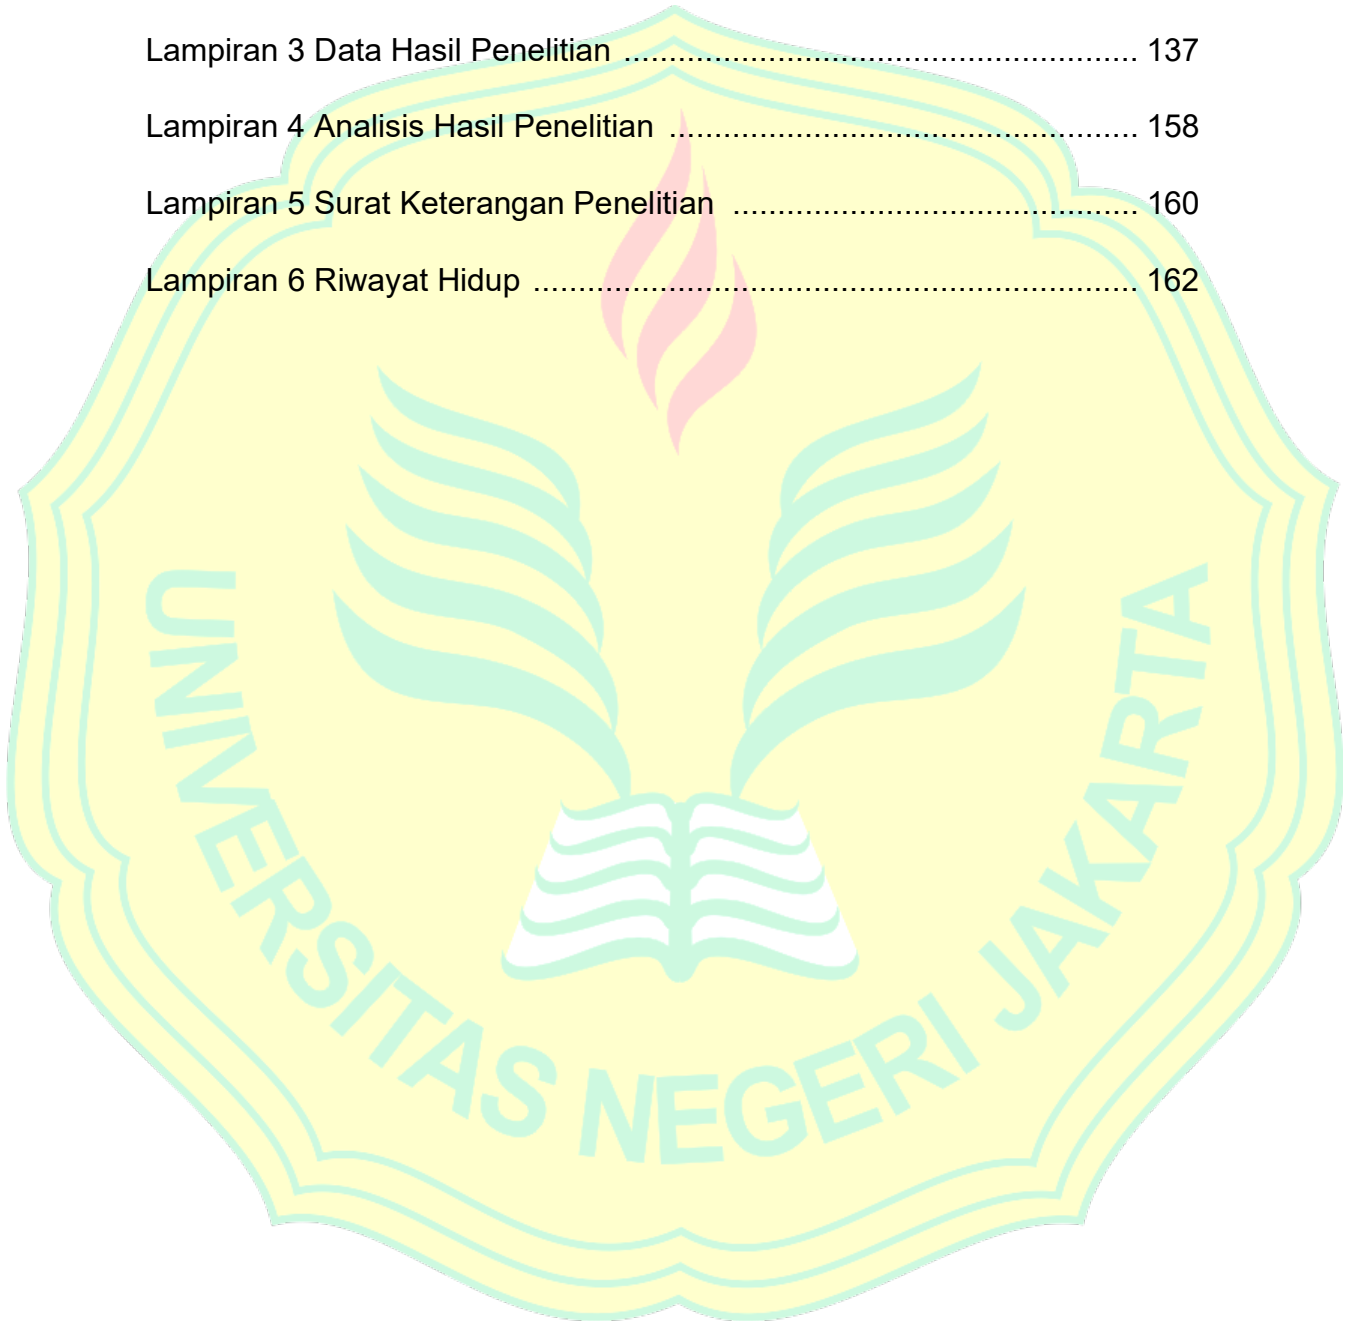 Lampiran 3 Data Hasil Penelitian ........................................................... 137
Lampiran 4 Analisis Hasil Penelitian ...................................................... 158
Lampiran 5 Surat Keterangan Penelitian ............................................... 160
Lampiran 6 Riwayat Hidup ..................................................................... 162
UNIVERSITAS NEGERI JAKARTA